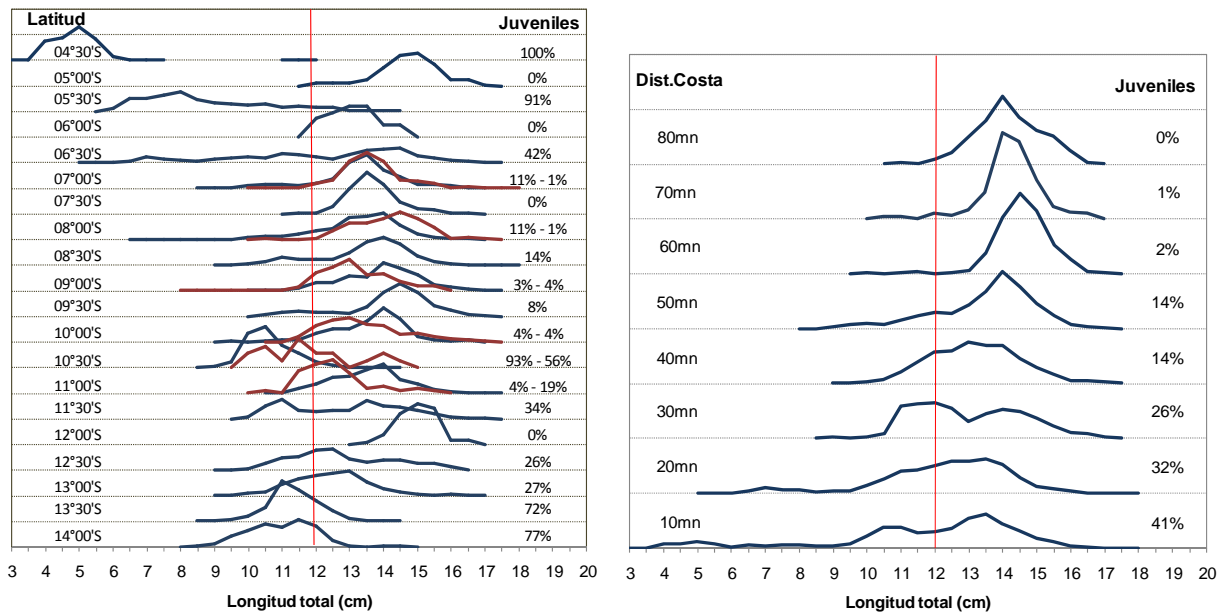 Latitud Juveniles
04°30'S 100%
05°00'S 0%
05°30'S 91%
06°00'S 0%
06°30'S 42%
07°00'S 11% - 1%
07°30'S 0%
08°00'S 11% - 1%
08°30'S 14%
09°00'S 3% - 4%
09°30'S 8%
10°00'S 4% - 4%
10°30'S 93% - 56%
11°00'S 4% - 19%
11°30'S 34%
12°00'S 0%
12°30'S 26%
13°00'S 27%
13°30'S 72%
14°00'S 77%
3 4 5 6 7 8 9 10 11 12 13 14 15 16 17 18 19 20
Longitud total (cm)
Dist.Costa Juveniles
80mn 0%
70mn 1%
60mn 2%
50mn 14%
40mn 14%
30mn 26%
20mn 32%
10mn 41%
3 4 5 6 7 8 9 10 11 12 13 14 15 16 17 18 19 20
Longitud total (cm)